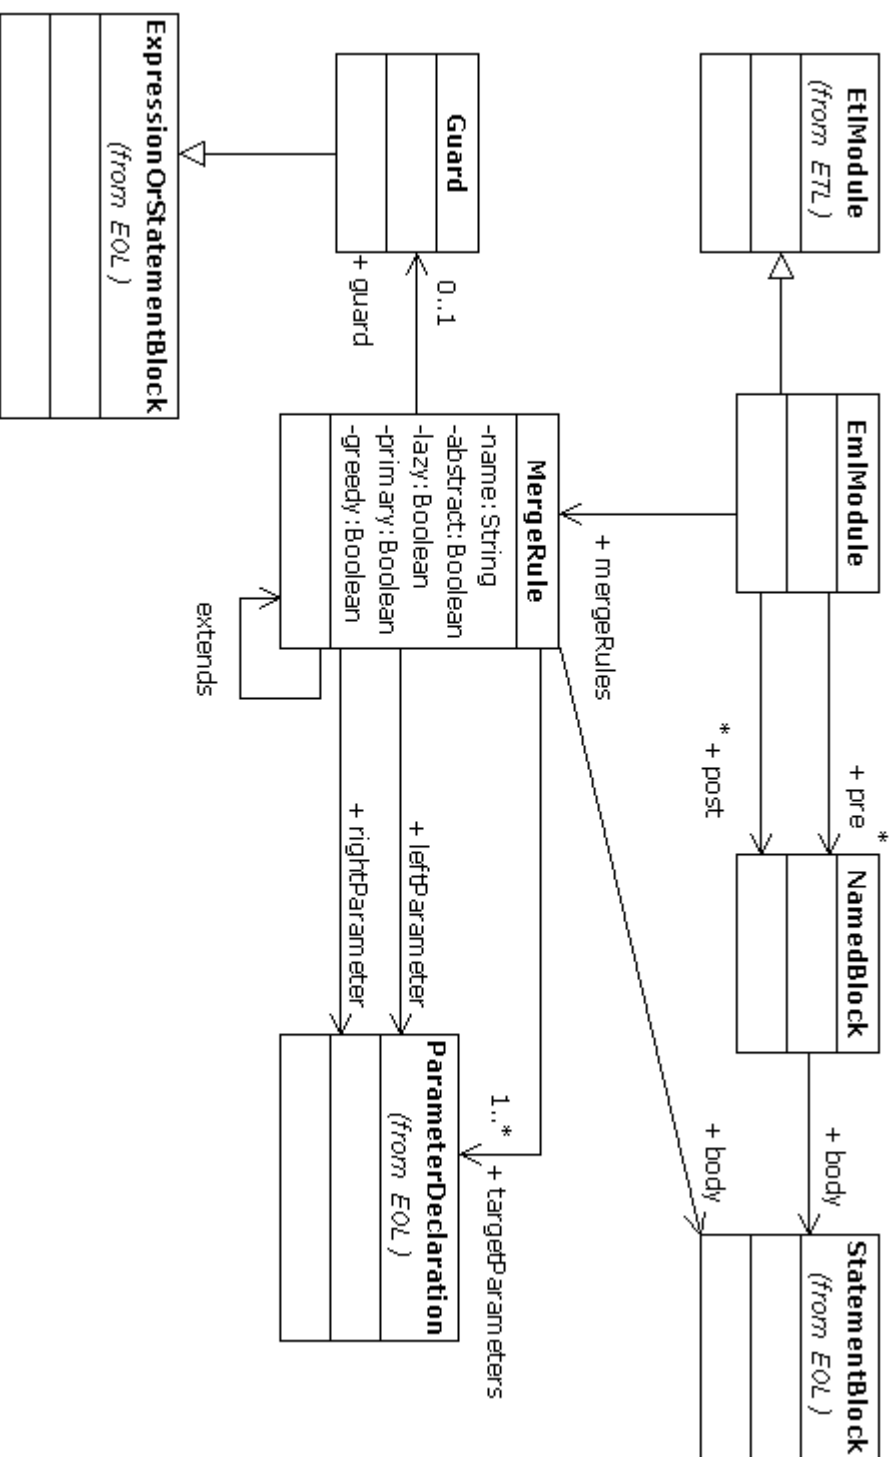 EtlModule
(from ETL)
EmlModule
+ pre
*
*
+ post
NamedBlock
+ body
StatementBlock
(from EOL)
+ mergeRules
+ body
Guard
0..1
+ guard
MergeRule
-name:String
-abstract:Boolean
-lazy:Boolean
-primary:Boolean
-greedy:Boolean
extends
1..*
+ targetParameters
+ leftParameter
+ rightParameter
ParameterDeclaration
(from EOL)
ExpressionOrStatementBlock
(from EOL)